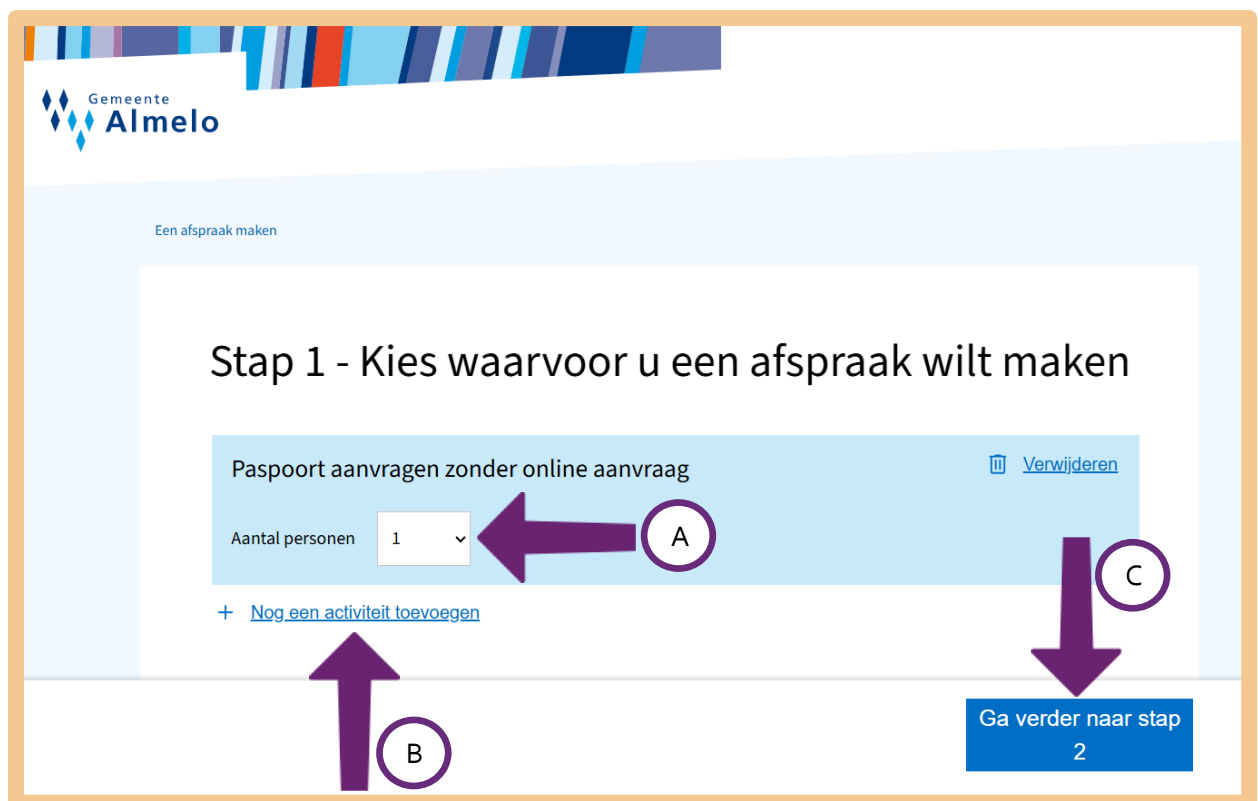 Gemeente
Almelo
Een afspraak maken
Stap 1 - Kies waarvoor u een afspraak wilt maken
Paspoort aanvragen zonder online aanvraag
Verwijderen
Aantal personen 1
A
C
+ Nog een activiteit toevoegen
Ga verder naar stap
2
B